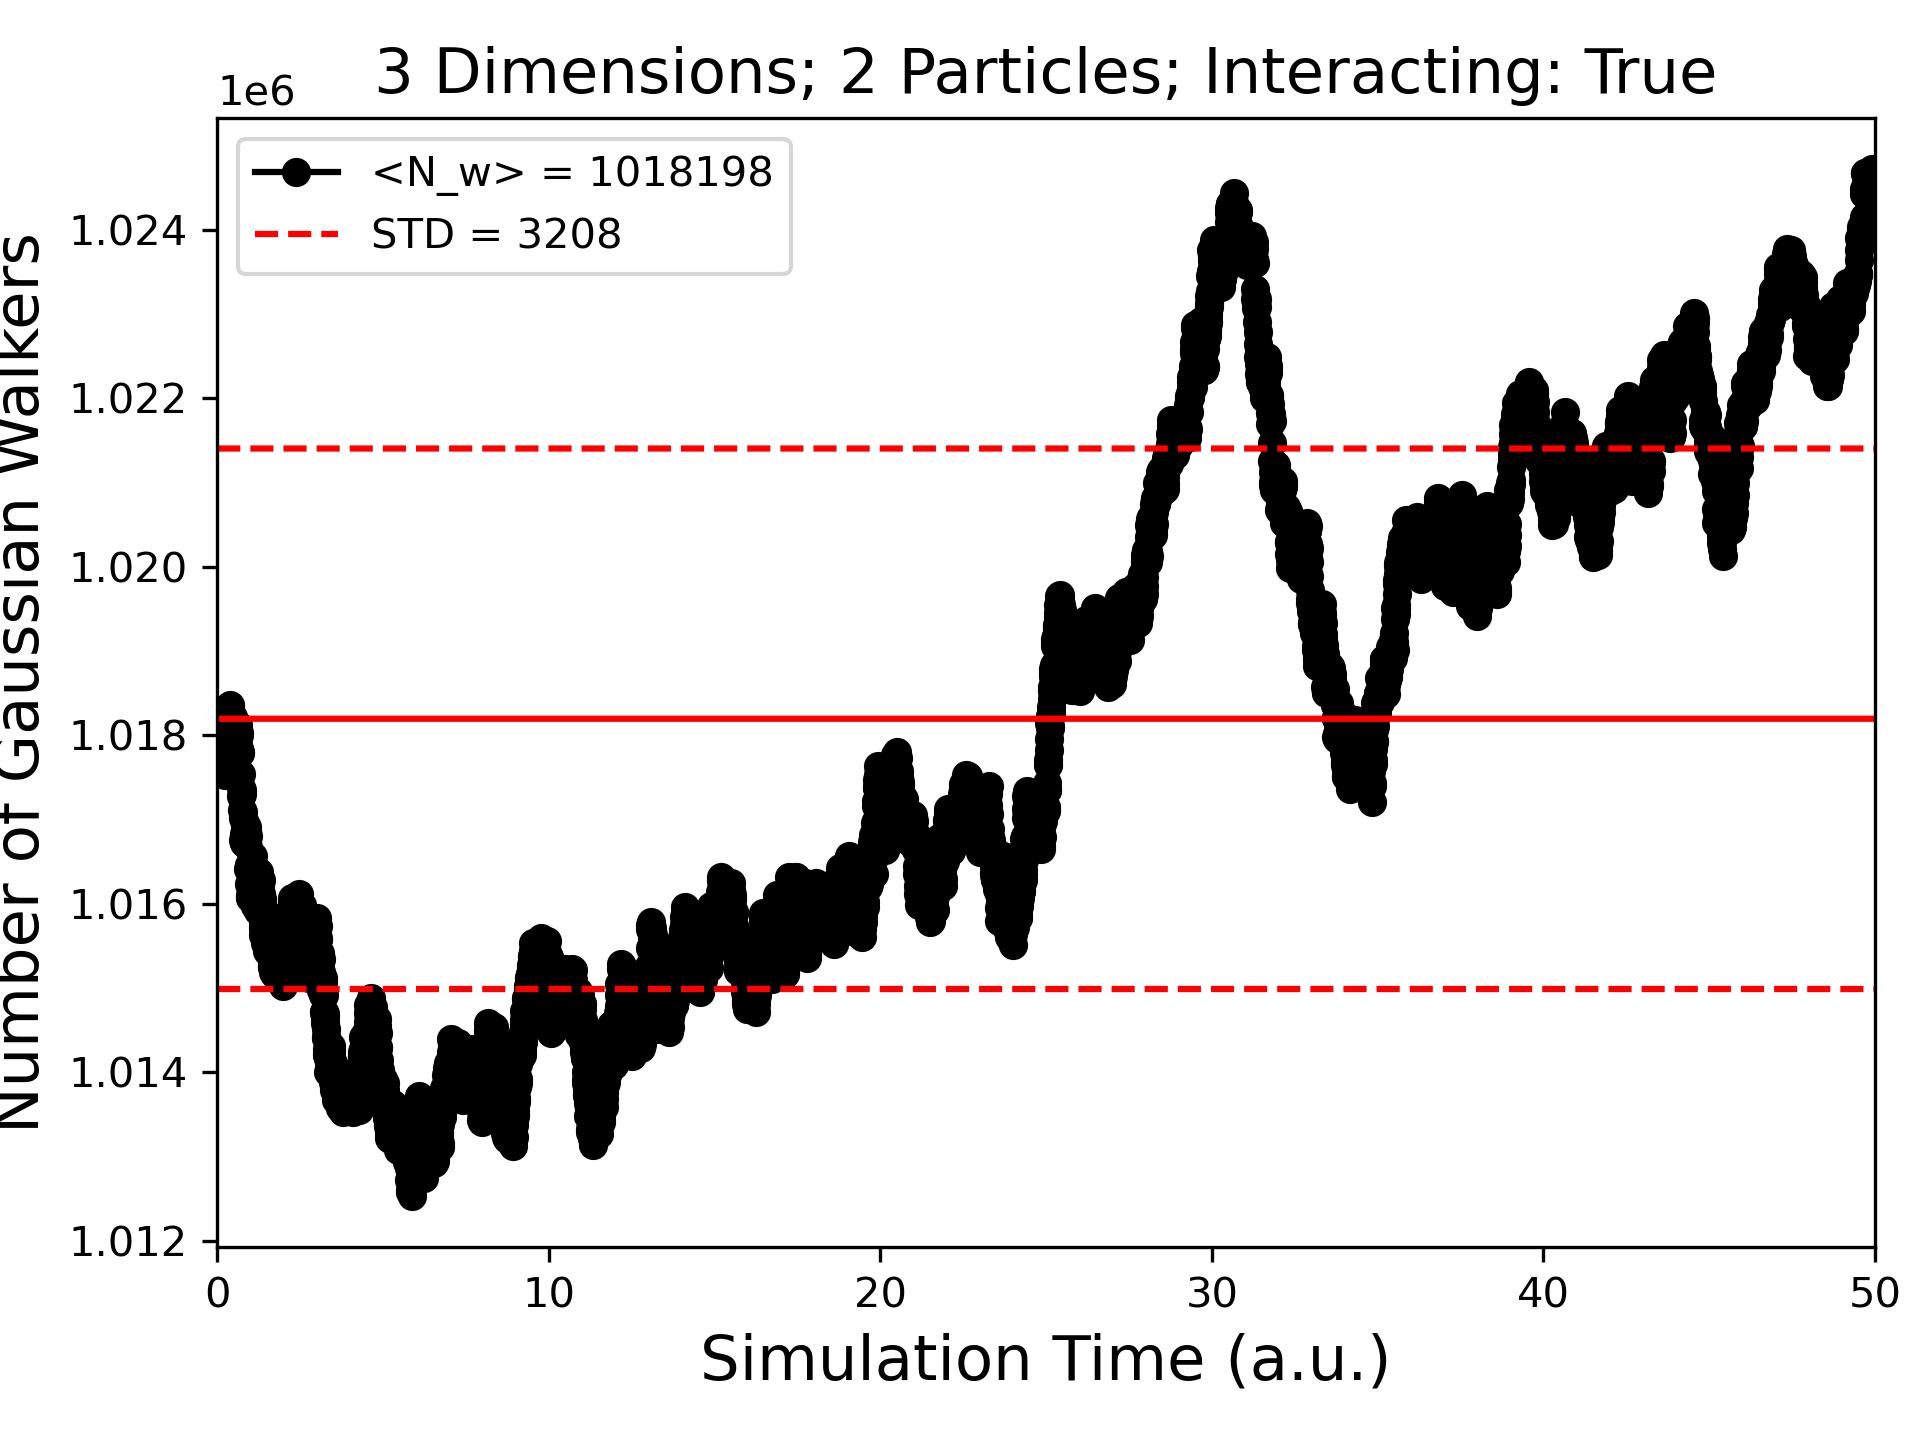 3 Dimensions; 2 Particles; Interacting: True
1e6
<N_w> = 1018198
STD = 3208
Number of Gaussian Walkers
1.024
1.022
1.020
1.018
1.016
1.014
1.012
0 10 20 30 40 50
Simulation Time (a.u.)